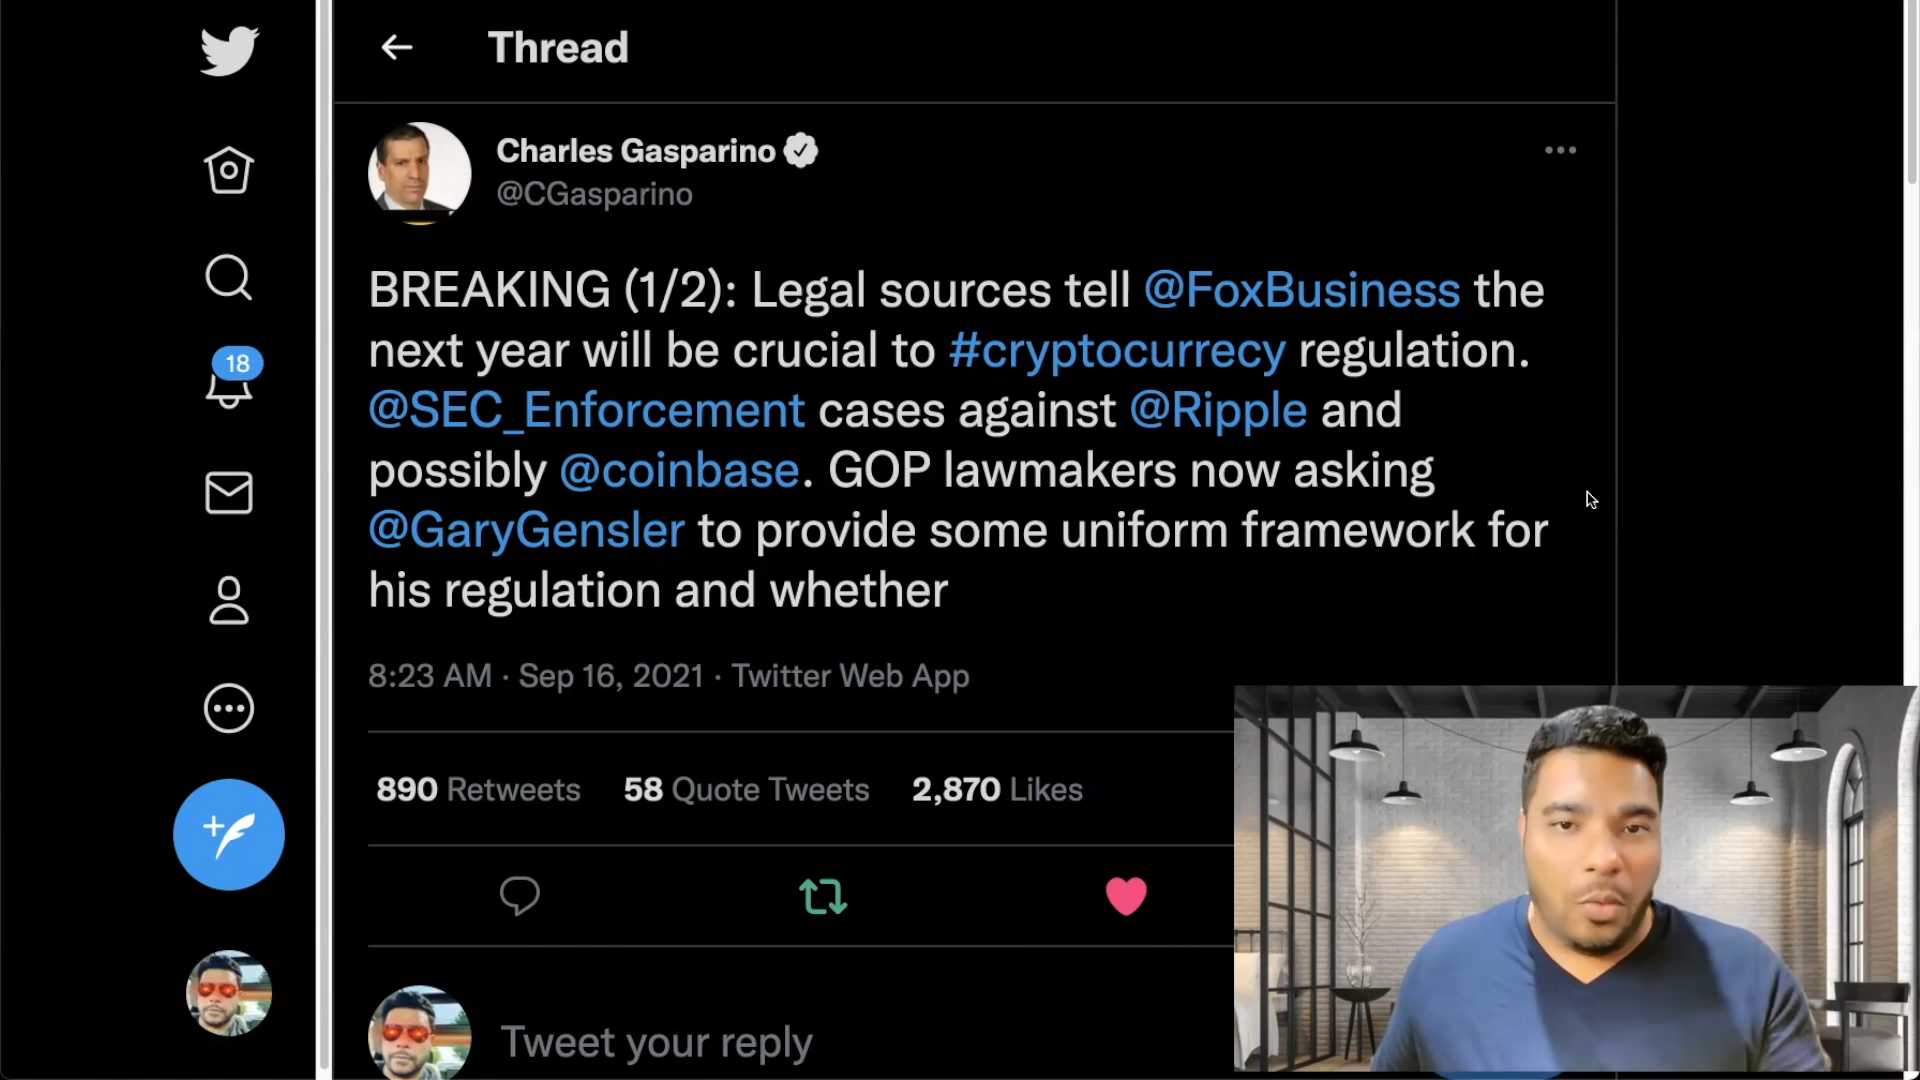 Thread
Charles Gasparino
@CGasparino
BREAKING (1/2): Legal sources tell @FoxBusiness the
next year will be crucial to #cryptocurrecy regulation.
@SEC_Enforcement cases against @Ripple and
possibly @coinbase. GOP lawmakers now asking
@GaryGensler to provide some uniform framework for
his regulation and whether
8:23 AM · Sep 16, 2021 · Twitter Web App
890 Retweets 58 Quote Tweets 2,870 Likes
Tweet your reply
18